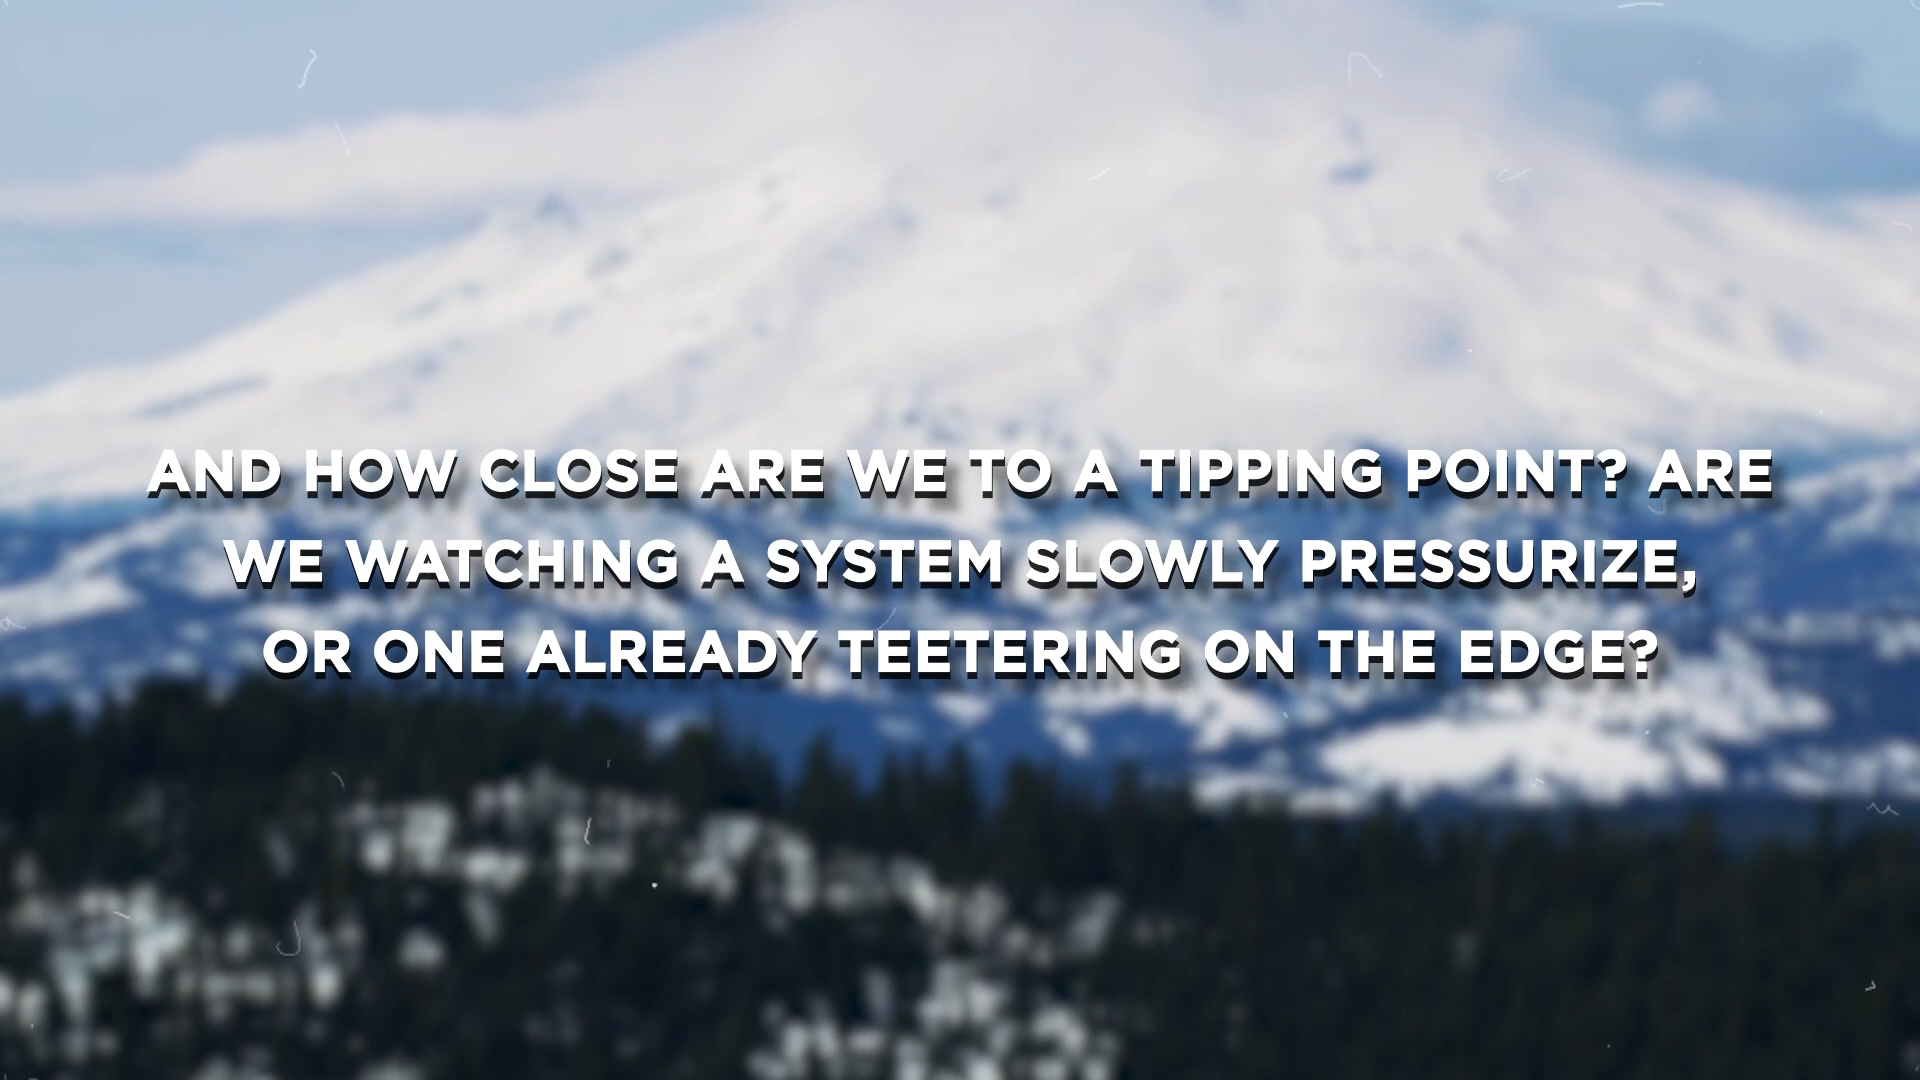 AND HOW CLOSE ARE WE TO A TIPPING POINT? ARE
WE WATCHING A SYSTEM SLOWLY PRESSURIZE,
OR ONE ALREADY TEETERING ON THE EDGE?